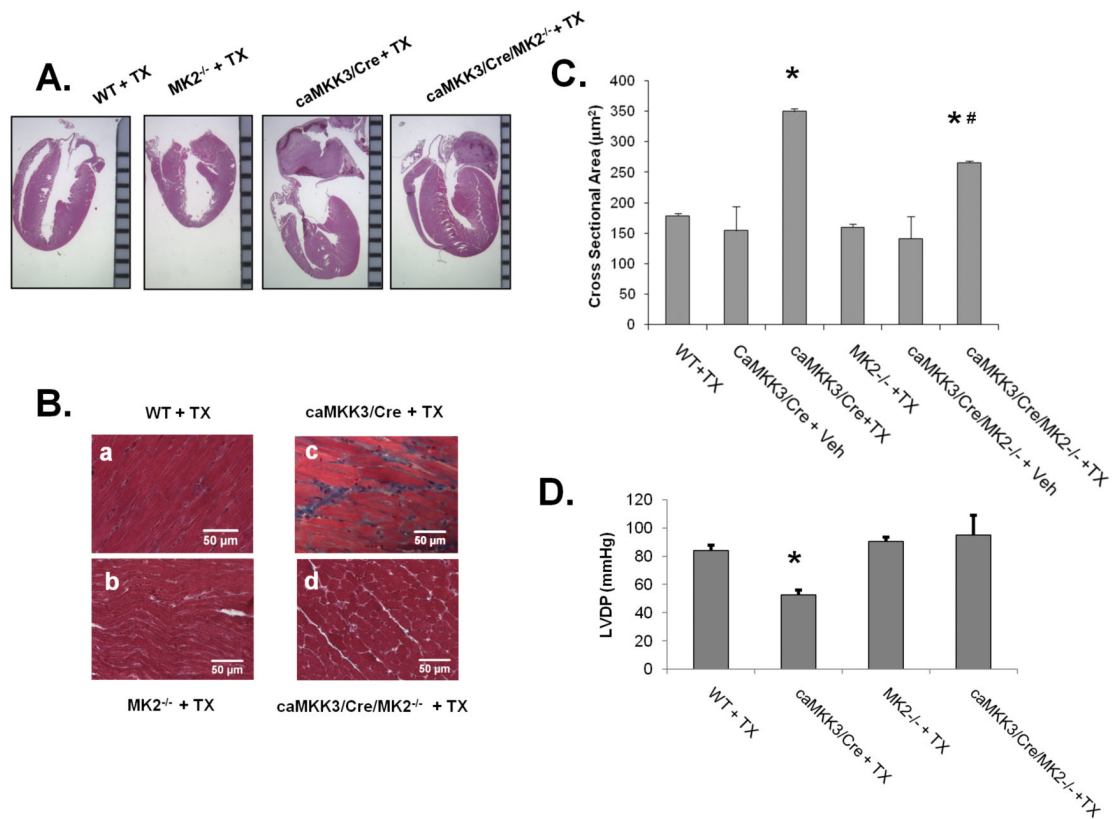 A.
WT + TX
MK2-/- + TX
caMKK3/Cre + TX
caMKK3/Cre/MK2-/- + TX
B.
WT + TX
caMKK3/Cre + TX
a
50 µm
c
50 µm
b
50 µm
d
50 µm
MK2-/- + TX
caMKK3/Cre/MK2-/- + TX
C.
Cross Sectional Area (µm²)
400
350
300
250
200
150
100
50
0
*
* #
WT+TX
CaMKK3/Cre + Veh
caMKK3/Cre+TX
MK2-/- +TX
caMKK3/Cre/MK2-/- + Veh
caMKK3/Cre/MK2-/- +TX
D.
LVDP (mmHg)
120
100
80
60
40
20
0
*
WT + TX
caMKK3/Cre + TX
MK2-/- + TX
caMKK3/Cre/MK2-/- +TX